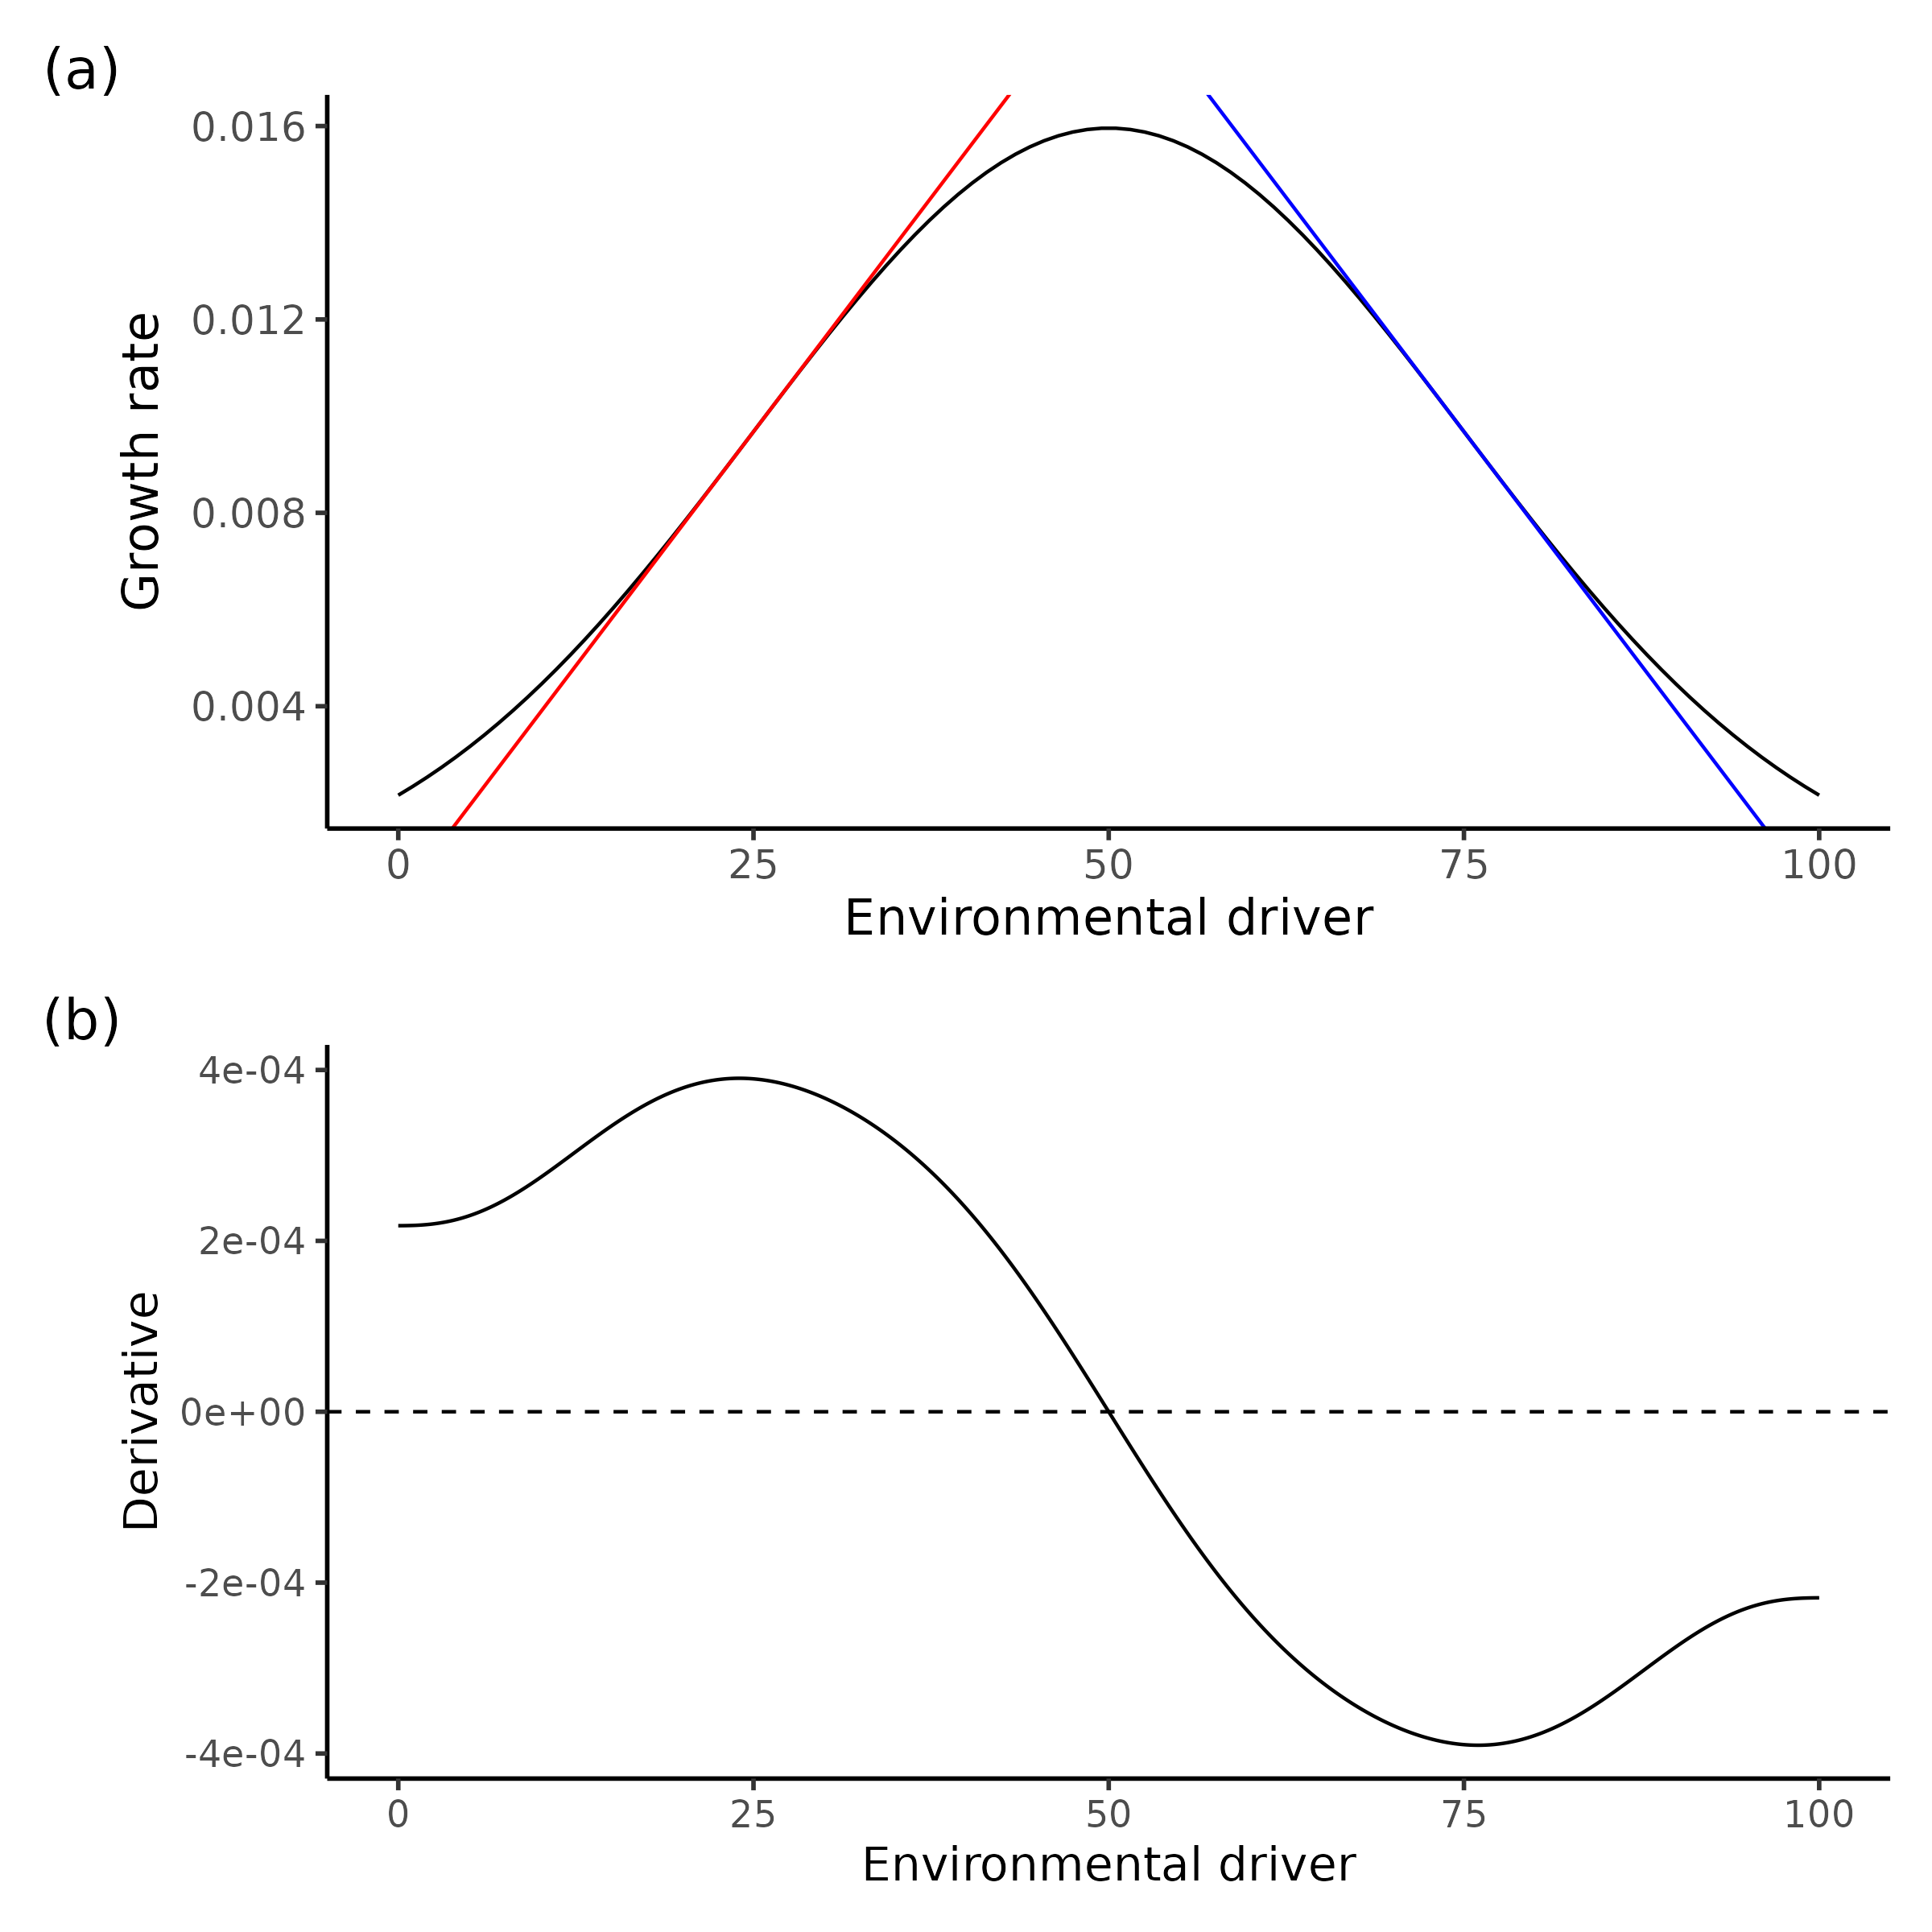 (a)
0.016
0.012
0.008
0.004
Growth rate
0 25 50 75 100
Environmental driver
(b)
4e-04
2e-04
0e+00
-2e-04
-4e-04
Derivative
0 25 50 75 100
Environmental driver